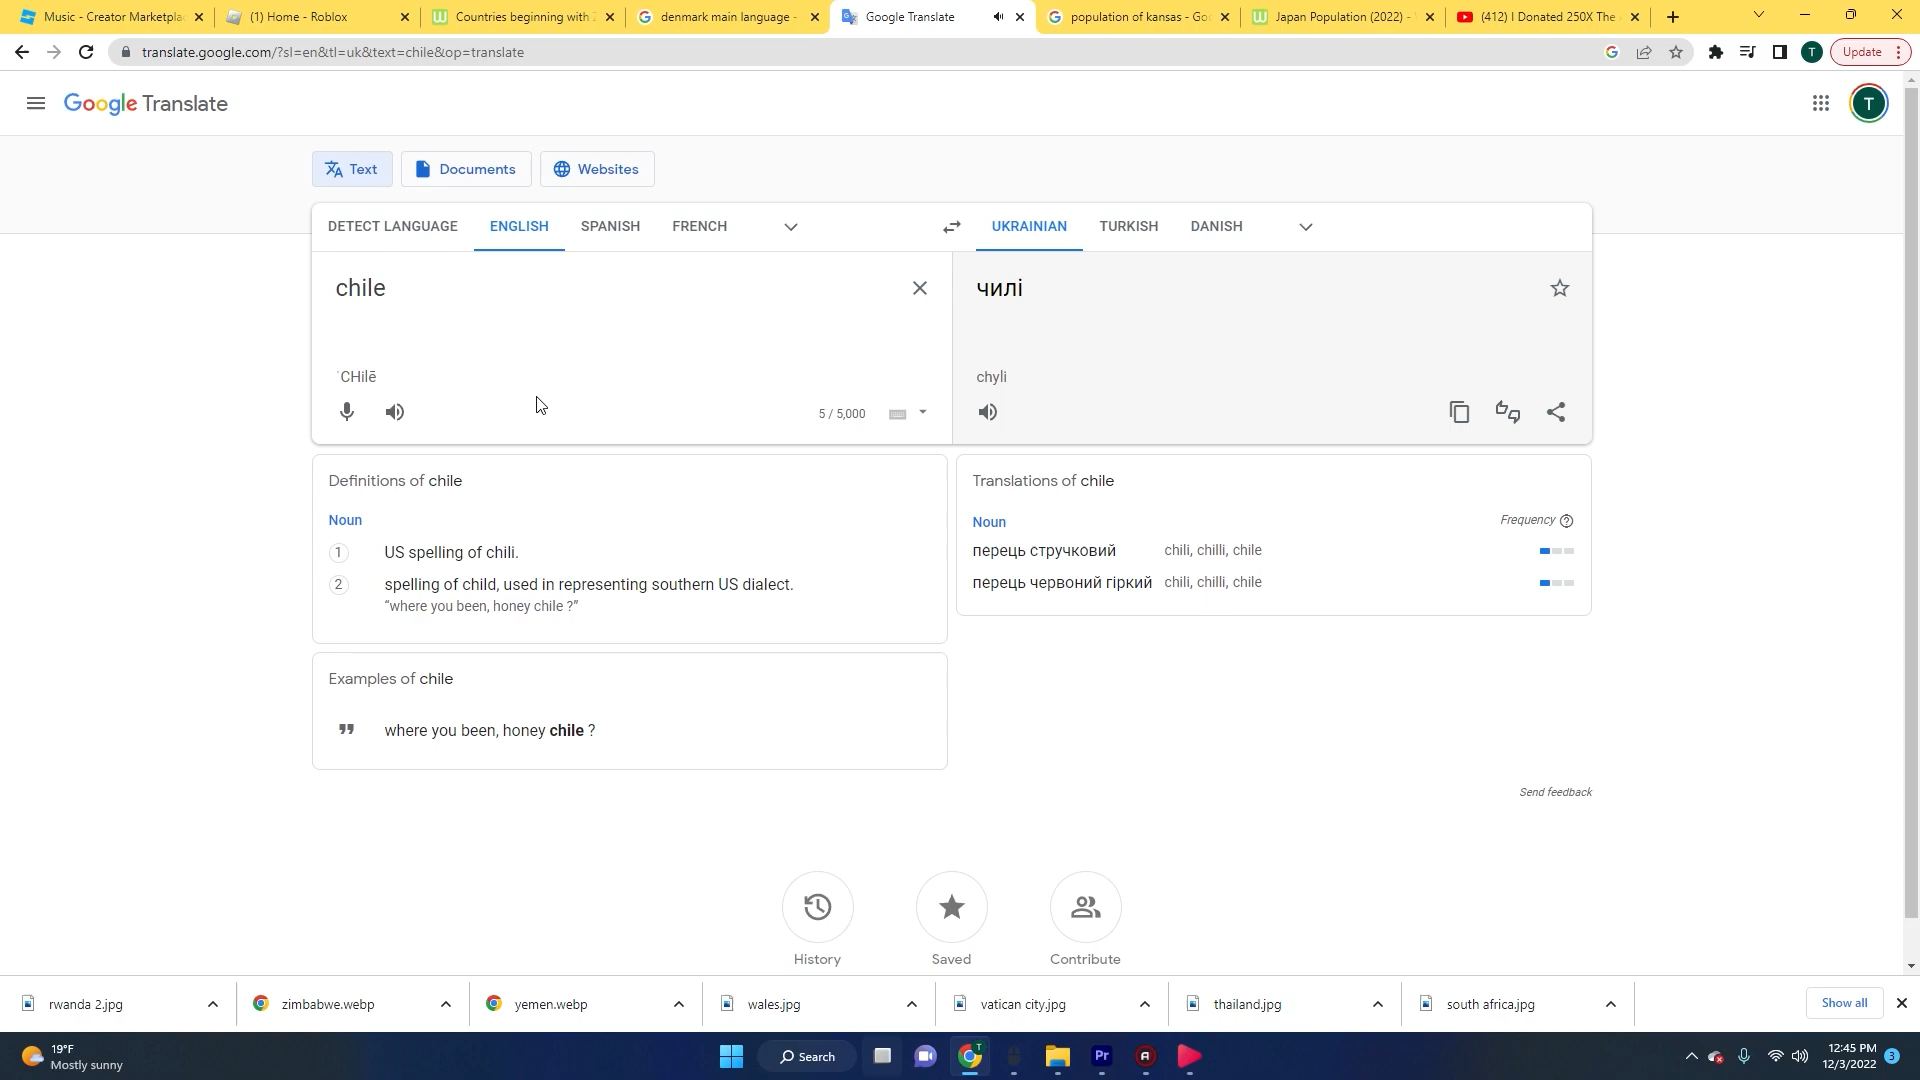 Music - Creator Marketpla
(1) Home - Roblox
Countries beginning with Z
denmark main language -
Google Translate
population of kansas - Goo
Japan Population (2022) -
(412) I Donated 250X The
translate.google.com/?sl=en&tl=uk&text=chile&op=translate
T
Update
Google Translate
T
Text
Documents
Websites
DETECT LANGUAGE
ENGLISH
SPANISH
FRENCH
UKRAINIAN
TURKISH
DANISH
chile
чилі
ˈCHilē
chyli
5 / 5,000
Definitions of chile
Noun
1 US spelling of chili.
2 spelling of child, used in representing southern US dialect.
“where you been, honey chile ?”
Translations of chile
Noun
Frequency
перець стручковий chili, chilli, chile
перець червоний гіркий chili, chilli, chile
Examples of chile
where you been, honey chile ?
Send feedback
History
Saved
Contribute
rwanda 2.jpg
zimbabwe.webp
yemen.webp
wales.jpg
vatican city.jpg
thailand.jpg
south africa.jpg
Show all
19°F
Mostly sunny
Search
T
Pr
12:45 PM
12/3/2022
3